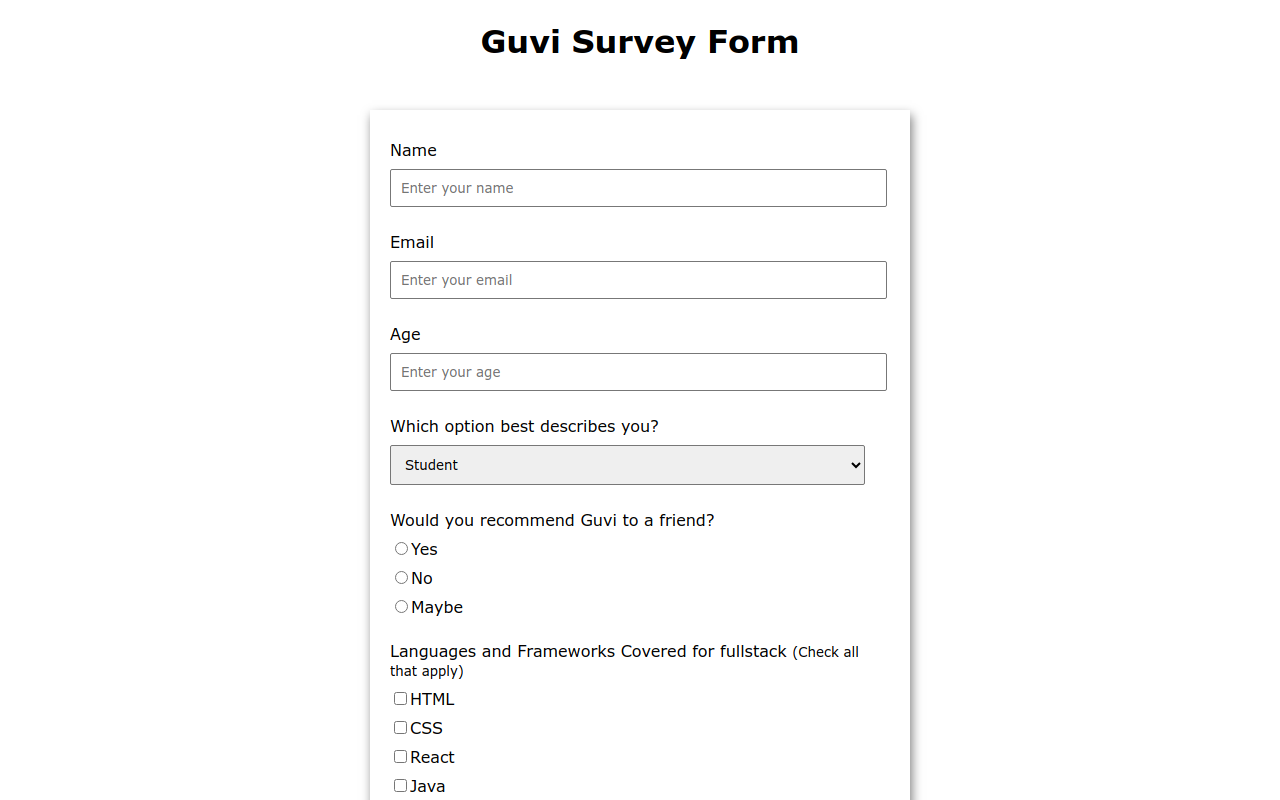 Guvi Survey Form
Name
Enter your name
Email
Enter your email
Age
Enter your age
Which option best describes you?
Student
Would you recommend Guvi to a friend?
Yes
No
Maybe
Languages and Frameworks Covered for fullstack (Check all
that apply)
HTML
CSS
React
Java